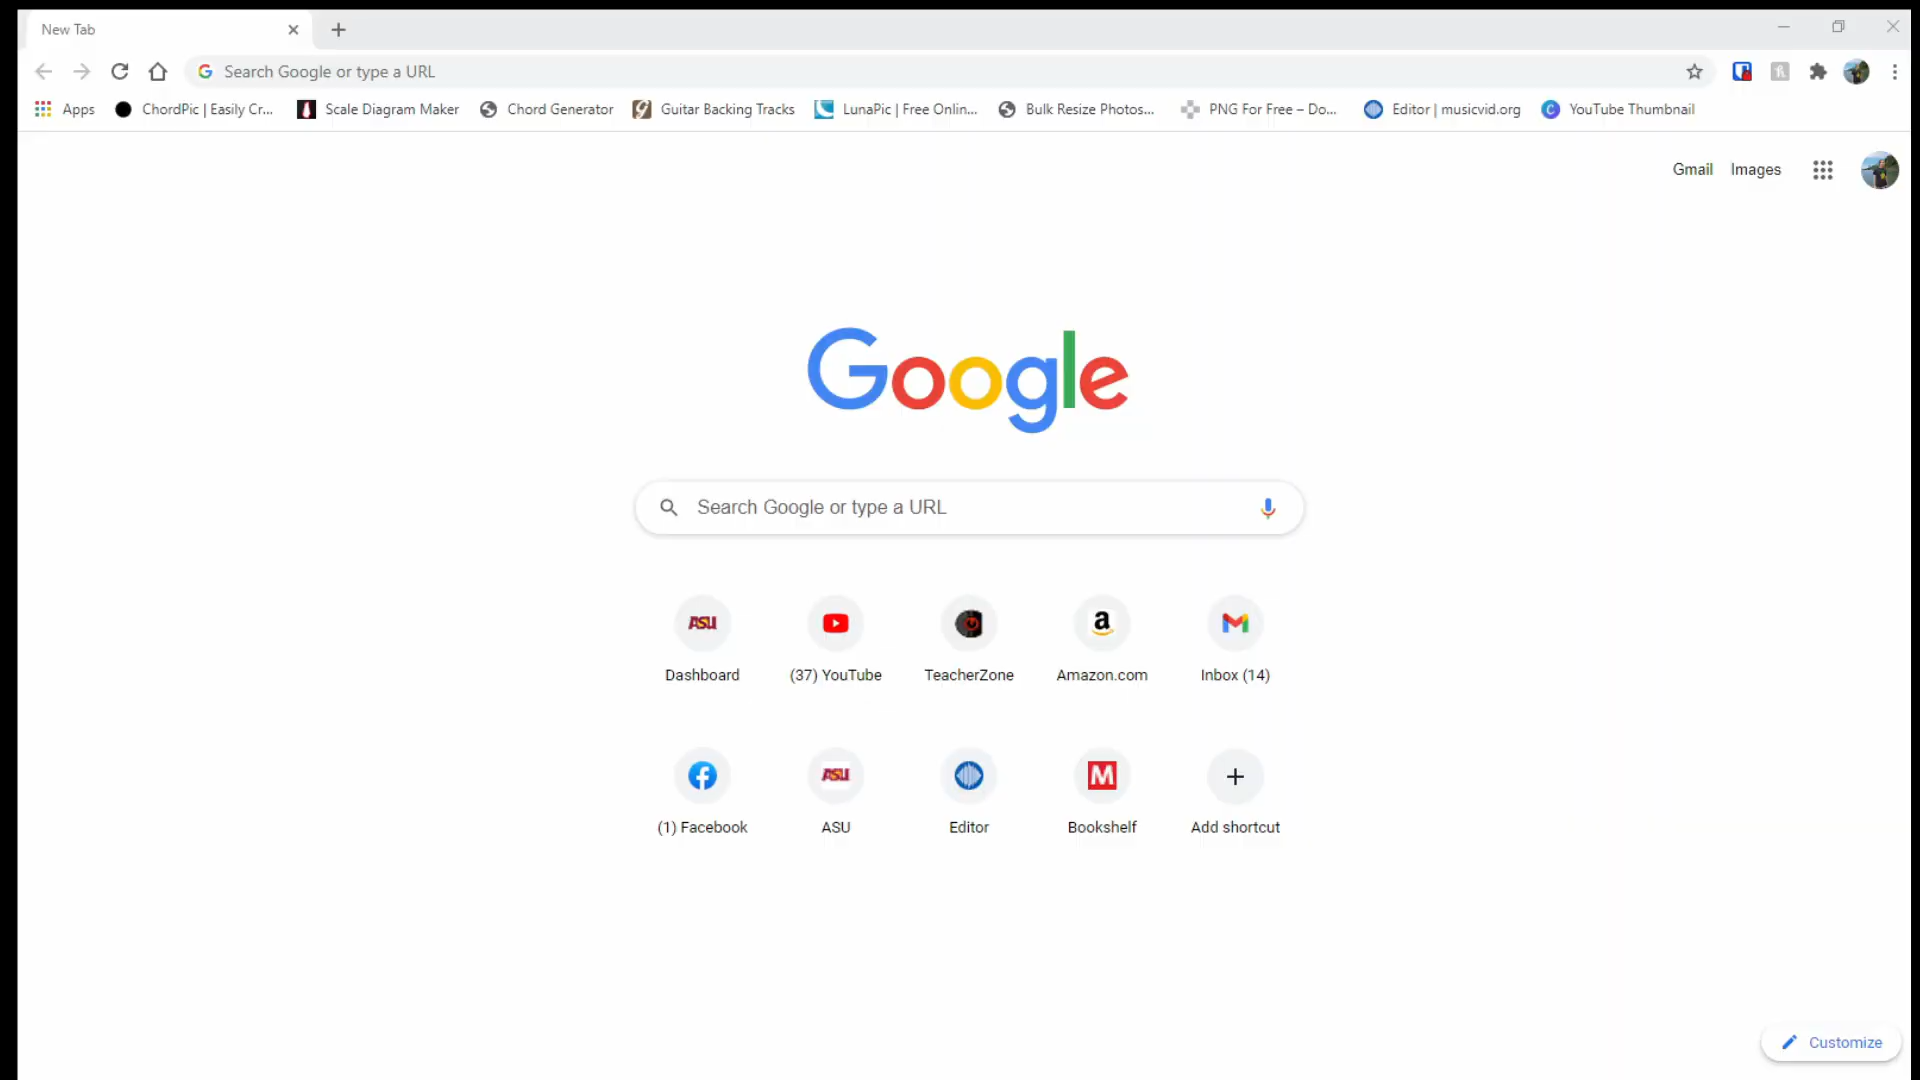 New Tab
Search Google or type a URL
Apps ChordPic | Easily Cr... Scale Diagram Maker Chord Generator Guitar Backing Tracks LunaPic | Free Onlin... Bulk Resize Photos... PNG For Free – Do... Editor | musicvid.org YouTube Thumbnail
Gmail Images
Google
Search Google or type a URL
ASU a M
Dashboard (37) YouTube TeacherZone Amazon.com Inbox (14)
ASU M
(1) Facebook ASU Editor Bookshelf Add shortcut
Customize